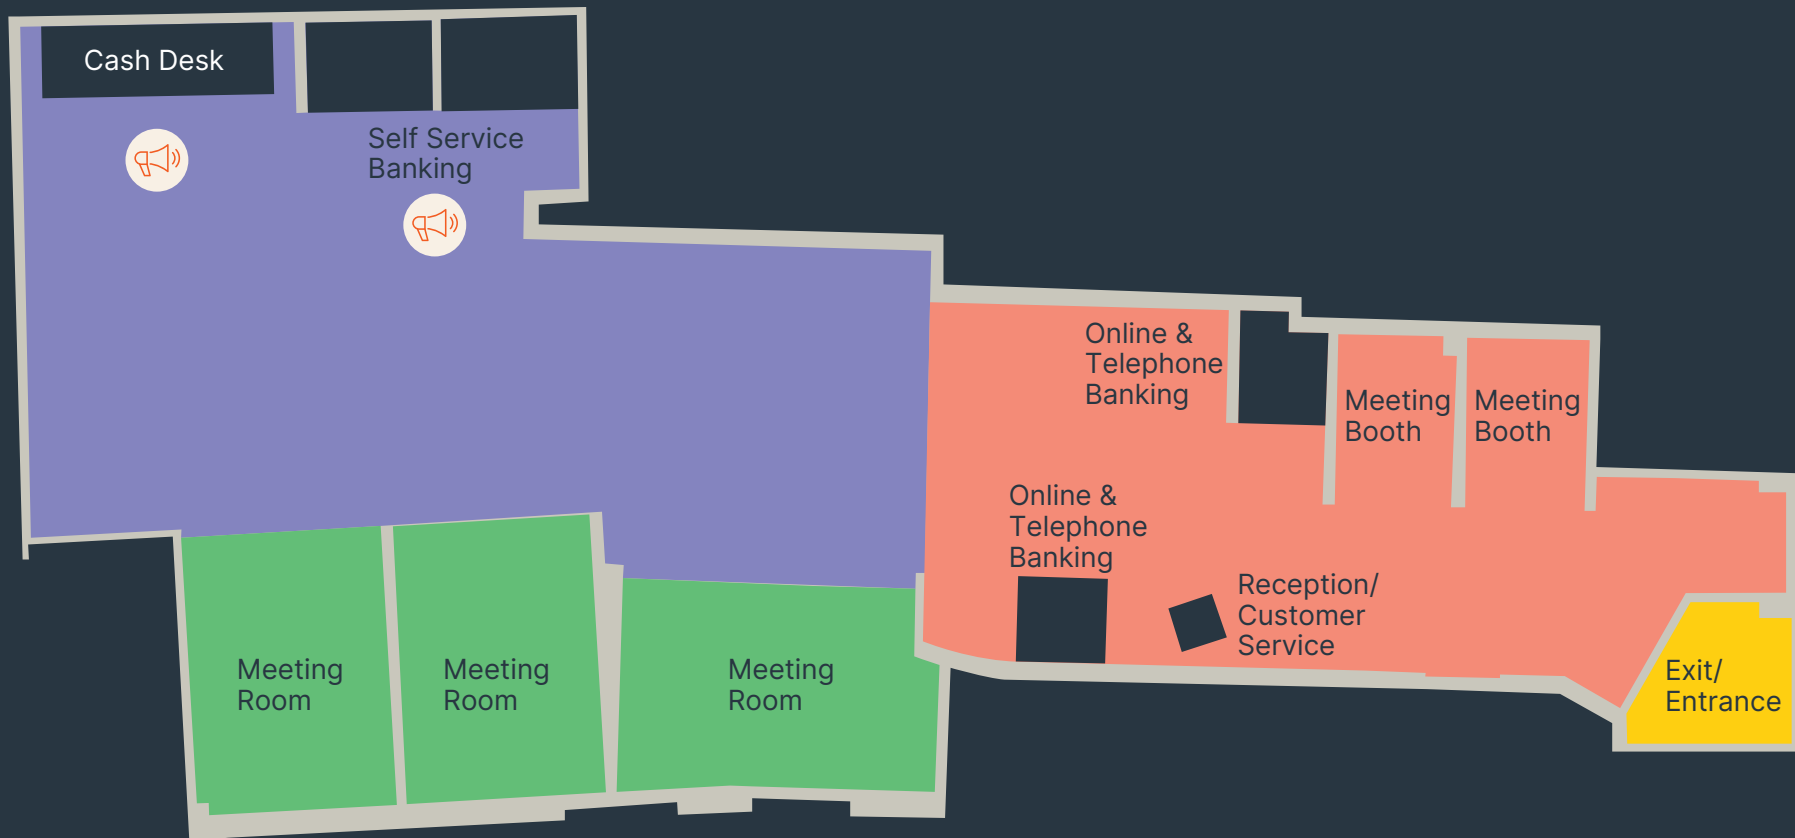 Cash Desk
Self Service
Banking
Online &
Telephone
Banking
Meeting
Booth
Meeting
Booth
Online &
Telephone
Banking
Reception/
Customer
Service
Meeting
Room
Meeting
Room
Meeting
Room
Exit/
Entrance